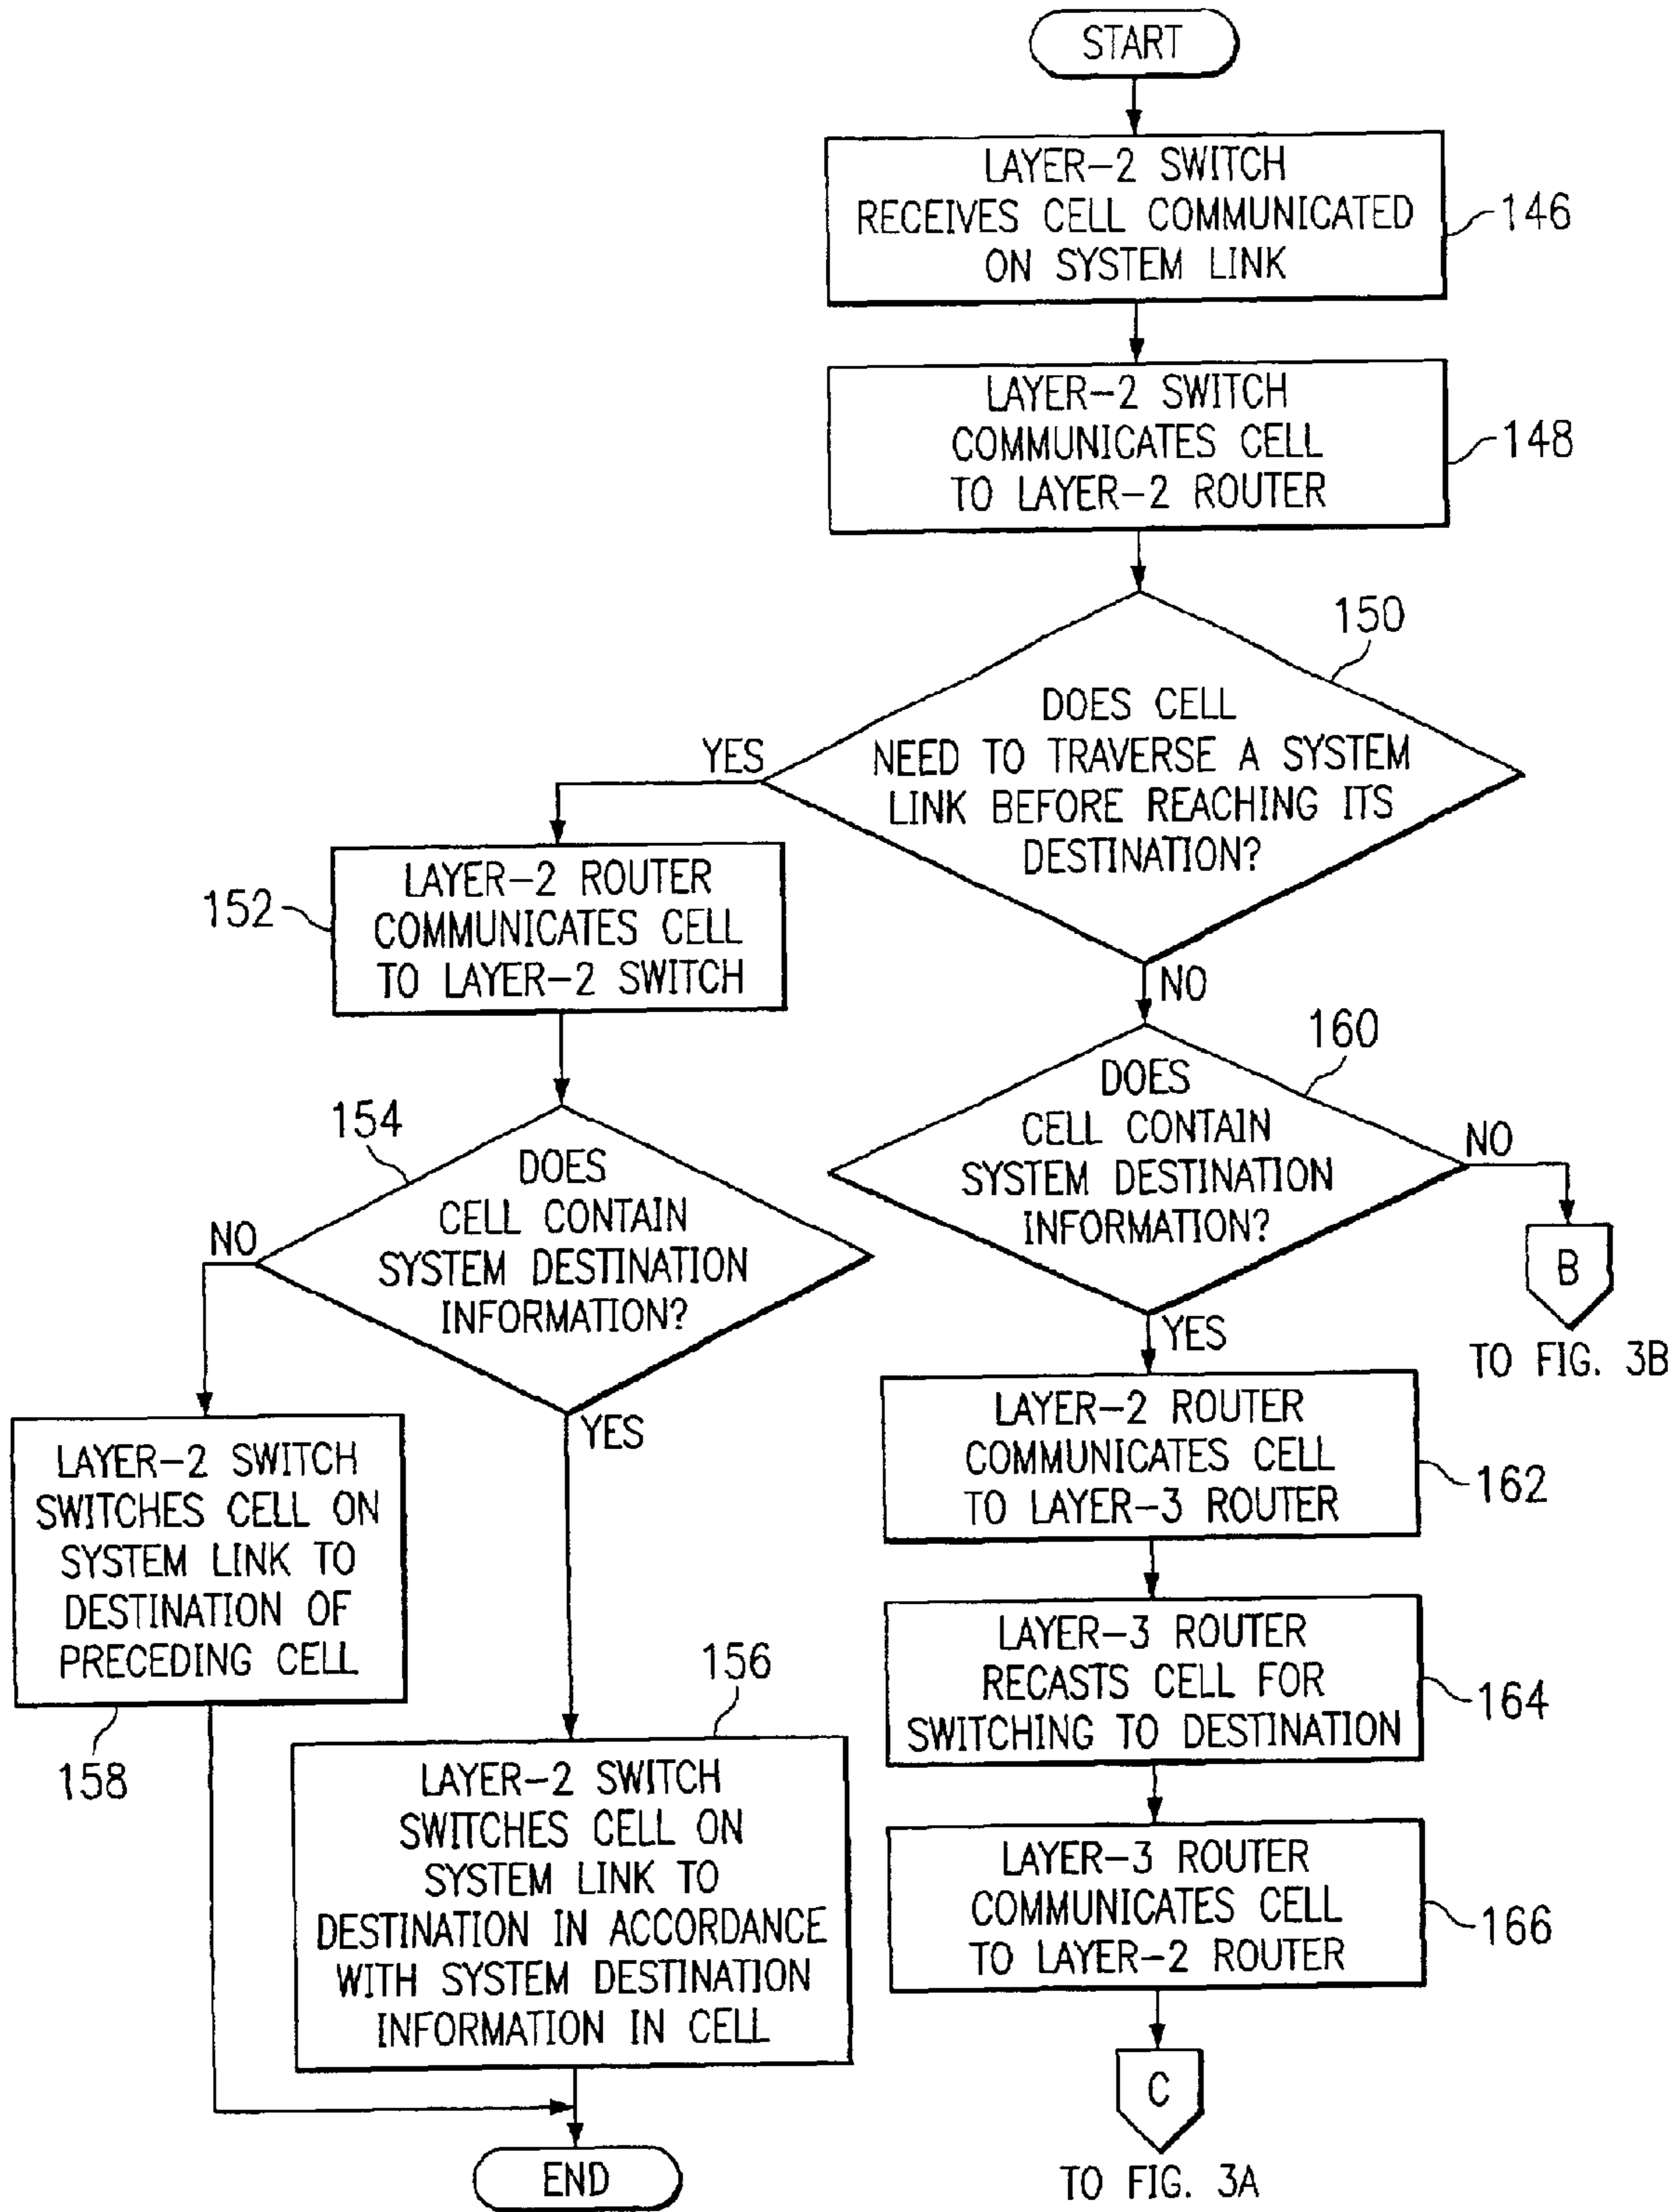 START
LAYER-2 SWITCH
RECEIVES CELL COMMUNICATED
ON SYSTEM LINK
146
LAYER-2 SWITCH
COMMUNICATES CELL
TO LAYER-2 ROUTER
148
150
DOES CELL
NEED TO TRAVERSE A SYSTEM
LINK BEFORE REACHING ITS
DESTINATION?
YES
NO
152
LAYER-2 ROUTER
COMMUNICATES CELL
TO LAYER-2 SWITCH
154
DOES
CELL CONTAIN
SYSTEM DESTINATION
INFORMATION?
NO
YES
LAYER-2 SWITCH
SWITCHES CELL ON
SYSTEM LINK TO
DESTINATION OF
PRECEDING CELL
158
156
LAYER-2 SWITCH
SWITCHES CELL ON
SYSTEM LINK TO
DESTINATION IN ACCORDANCE
WITH SYSTEM DESTINATION
INFORMATION IN CELL
END
160
DOES
CELL CONTAIN
SYSTEM DESTINATION
INFORMATION?
NO
B
TO FIG. 3B
YES
LAYER-2 ROUTER
COMMUNICATES CELL
TO LAYER-3 ROUTER
162
LAYER-3 ROUTER
RECASTS CELL FOR
SWITCHING TO DESTINATION
164
LAYER-3 ROUTER
COMMUNICATES CELL
TO LAYER-2 ROUTER
166
C
TO FIG. 3A